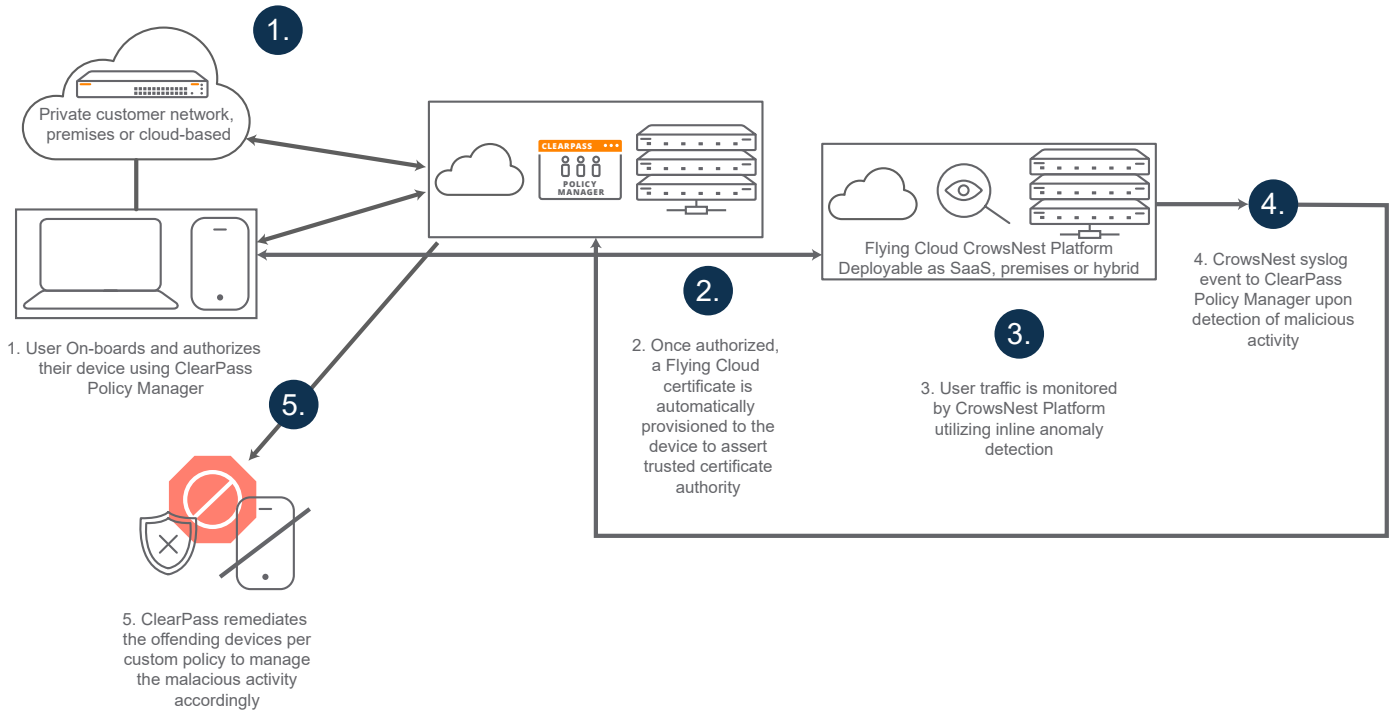 1.
Private customer network,
premises or cloud-based
CLEARPASS
POLICY
MANAGER
Flying Cloud CrowsNest Platform
Deployable as SaaS, premises or hybrid
4.
4. CrowsNest syslog
event to ClearPass
Policy Manager upon
detection of malicious
activity
2.
2. Once authorized,
a Flying Cloud
certificate is
automatically
provisioned to the
device to assert
trusted certificate
authority
3.
3. User traffic is monitored
by CrowsNest Platform
utilizing inline anomaly
detection
1. User On-boards and authorizes
their device using ClearPass
Policy Manager
5.
5. ClearPass remediates
the offending devices per
custom policy to manage
the malacious activity
accordingly